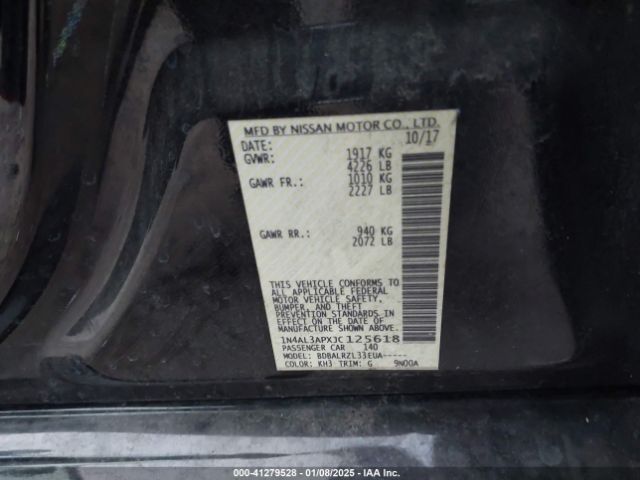 MFD BY NISSAN MOTOR CO., LTD.
DATE: 10/17
GVWR: 1917 KG
4226 LB
GAWR FR.: 1010 KG
2227 LB
GAWR RR.: 940 KG
2072 LB
THIS VEHICLE CONFORMS TO
ALL APPLICABLE FEDERAL
MOTOR VEHICLE SAFETY,
BUMPER, AND THEFT
PREVENTION STANDARDS
IN EFFECT ON THE DATE OF
MANUFACTURE SHOWN ABOVE.
1N4AL3APXJC125618
PASSENGER CAR 140
MODEL: BDBALRZL33EUA-----
COLOR: KH3 TRIM: G 9N00A
000-41279528 - 01/08/2025 - IAA Inc.